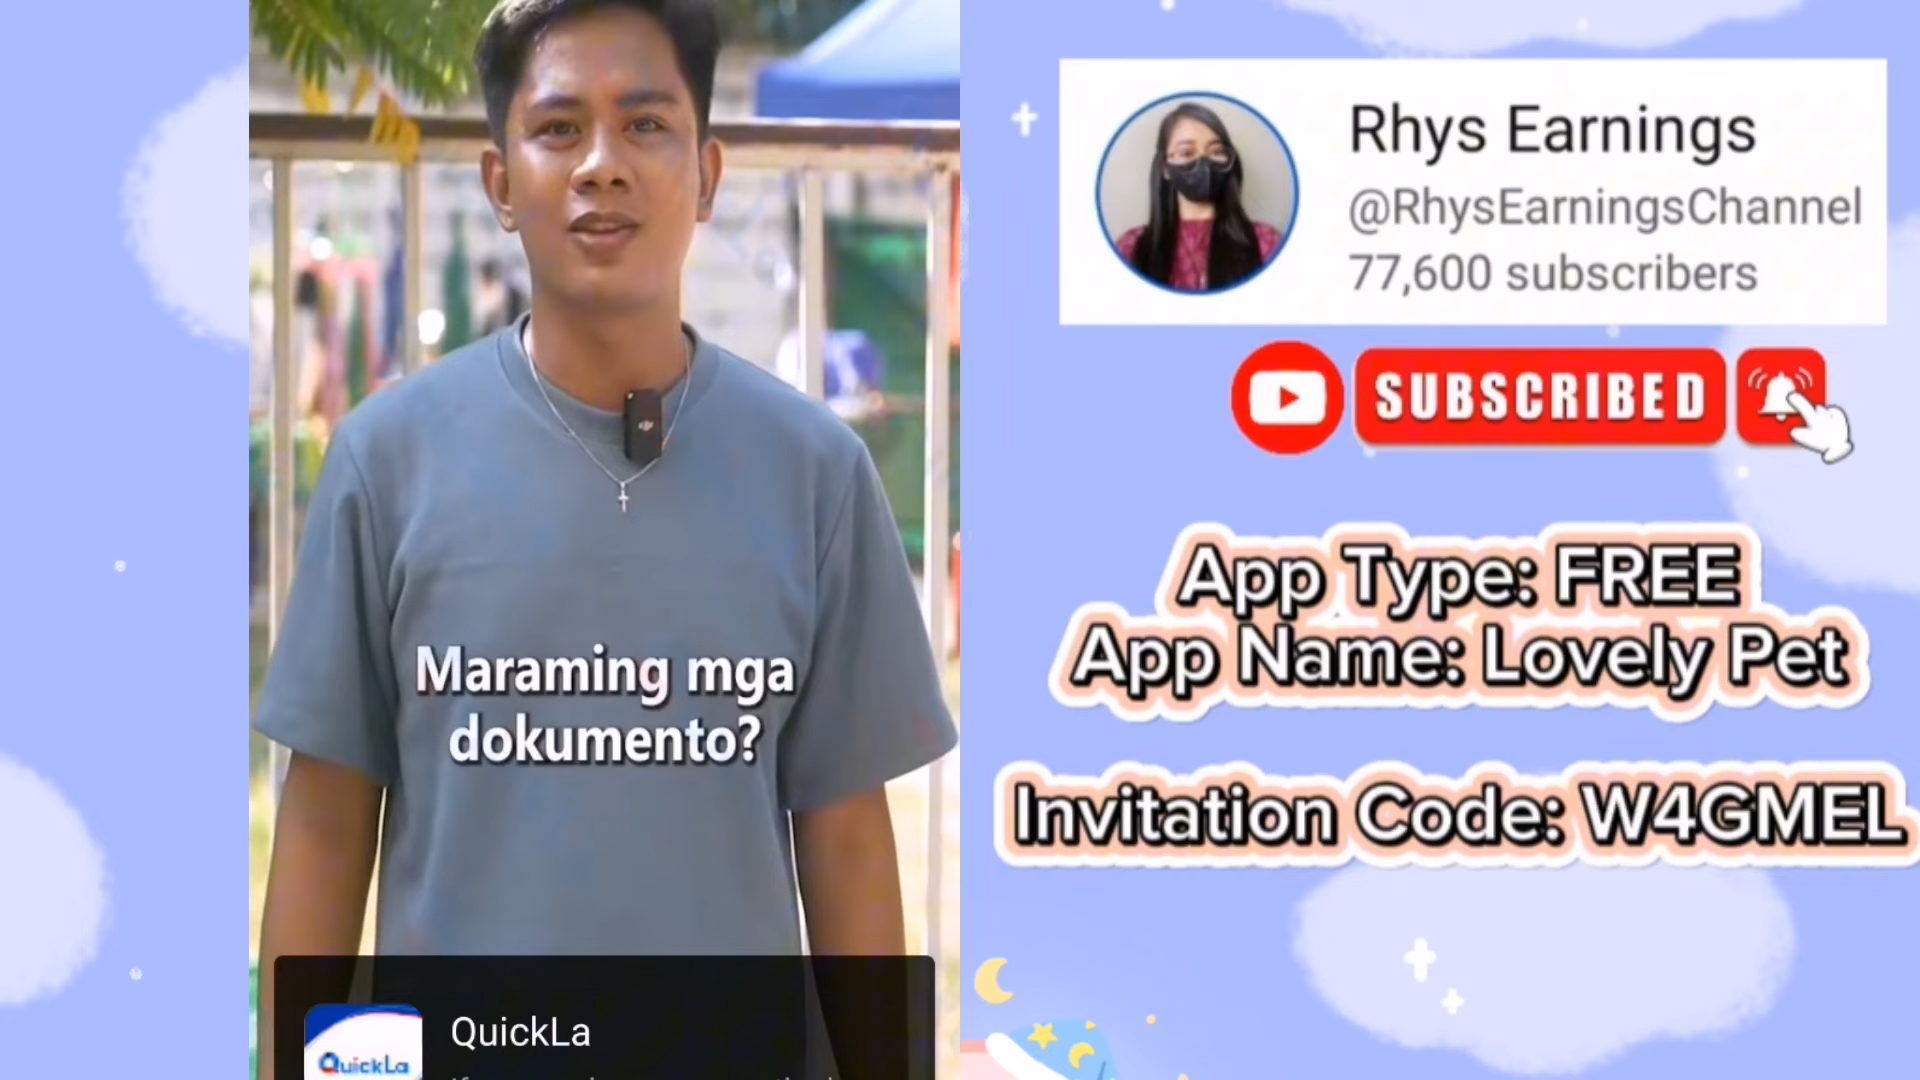 Maraming mga
dokumento?
QuickLa
QuickLa
Rhys Earnings
@RhysEarningsChannel
77,600 subscribers
SUBSCRIBED
App Type: FREE
App Name: Lovely Pet
Invitation Code: W4GMEL